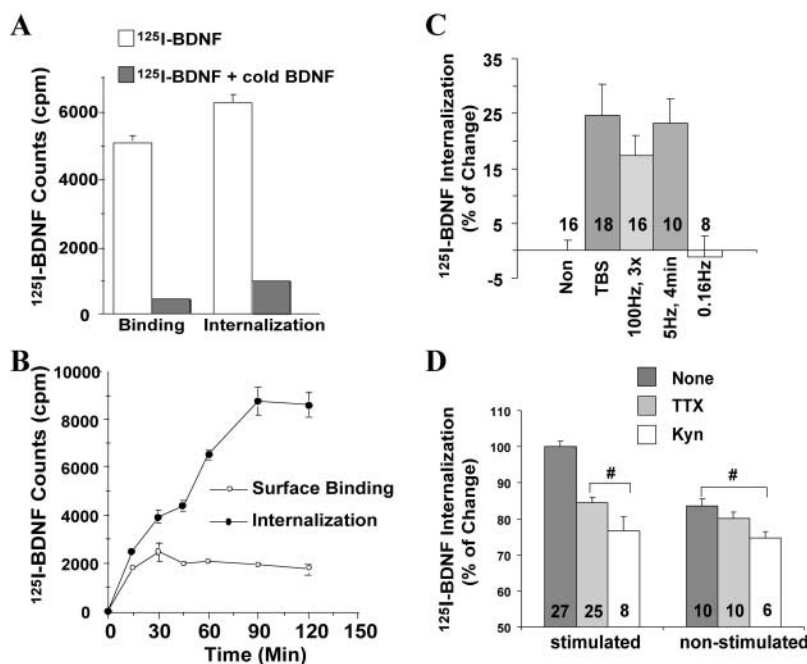 A
125I-BDNF
125I-BDNF + cold BDNF
125I-BDNF Counts (cpm)
6000
4000
2000
0
Binding
Internalization
B
125I-BDNF Counts (cpm)
10000
8000
6000
4000
2000
0
Surface Binding
Internalization
0 30 60 90 120 150
Time (Min)
C
125I-BDNF Internalization
(% of Change)
35
25
15
5
-5
16 18 16 10 8
Non
TBS
100Hz, 3x
5Hz, 4min
0.16Hz
D
None
TTX
Kyn
125I-BDNF Internalization
(% of Change)
110
100
90
80
70
60
50
#
#
27 25 8 10 10 6
stimulated
non-stimulated